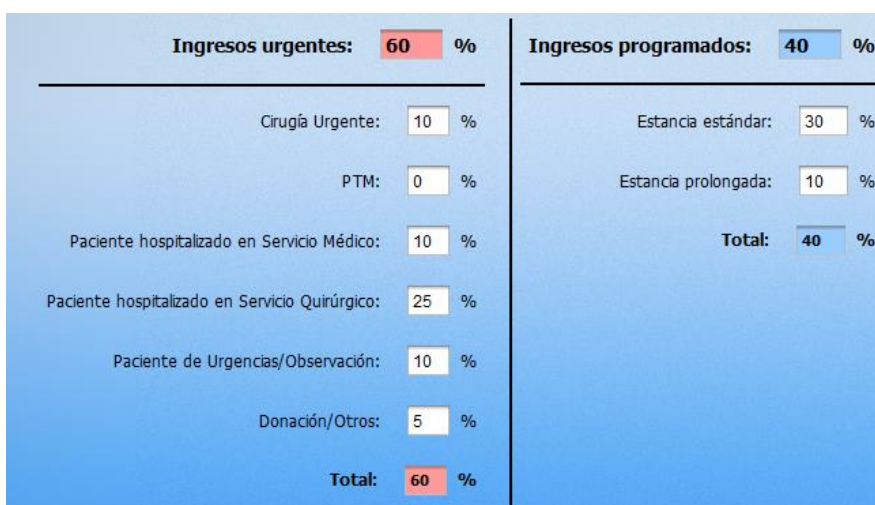 Ingresos urgentes: 60 %
Cirugía Urgente: 10 %
PTM: 0 %
Paciente hospitalizado en Servicio Médico: 10 %
Paciente hospitalizado en Servicio Quirúrgico: 25 %
Paciente de Urgencias/Observación: 10 %
Donación/Otros: 5 %
Total: 60 %
Ingresos programados: 40 %
Estancia estándar: 30 %
Estancia prolongada: 10 %
Total: 40 %